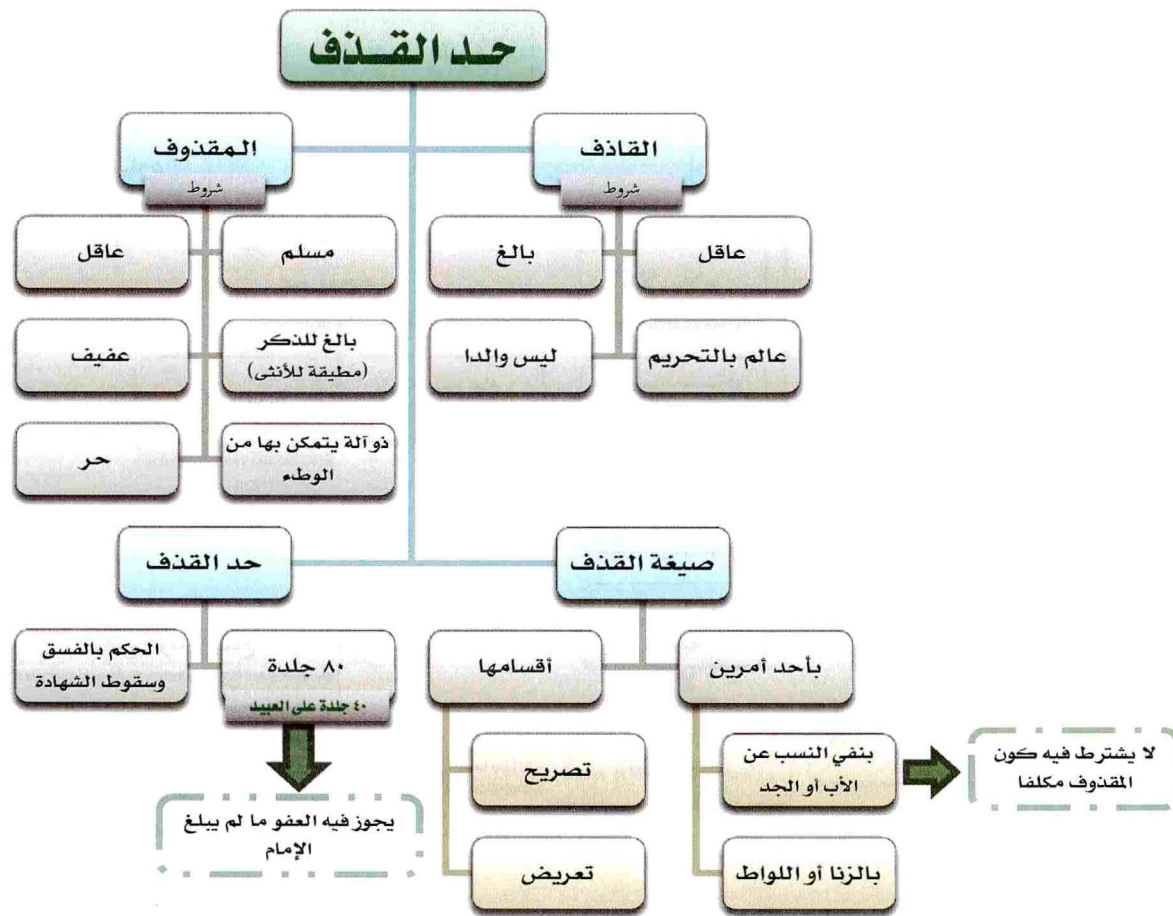 حد القذف
القاذف
شروط
عاقل
بالغ
عالم بالتحريم
ليس والدا
المقذوف
شروط
مسلم
عاقل
بالغ للذكر
(مطيقة للأنثى)
عفيف
ذو آلة يتمكن بها من
الوطء
حر
صيغة القذف
بأحد أمرين
بنفي النسب عن
الأب أو الجد
لا يشترط فيه كون
المقذوف مكلفا
بالزنا أو اللواط
أقسامها
تصريح
تعريض
حد القذف
٨٠ جلدة
٤٠ جلدة على العبيد
يجوز فيه العفو ما لم يبلغ
الإمام
الحكم بالفسق
وسقوط الشهادة